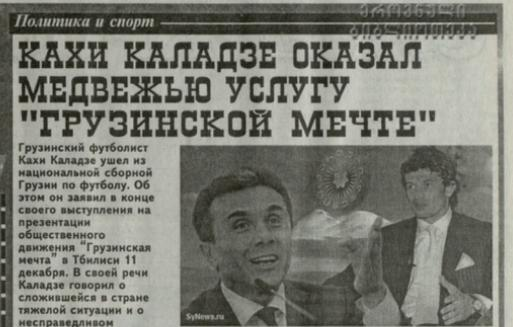 Политика и спорт
ეროვნული
ბიბლიოთეკა
КАХИ КАЛАДЗЕ ОКАЗАЛ
МЕДВЕЖЬЮ УСЛУГУ
"ГРУЗИНСКОЙ МЕЧТЕ"
Грузинский футболист
Кахи Каладзе ушел из
национальной сборной
Грузии по футболу. Об
этом он заявил в конце
своего выступления на
презентации
общественного
движения "Грузинская
мечта" в Тбилиси 11
декабря. В своей речи
Каладзе говорил о
сложившейся в стране
тяжелой ситуации и о
несправедливом
SyNews.ru